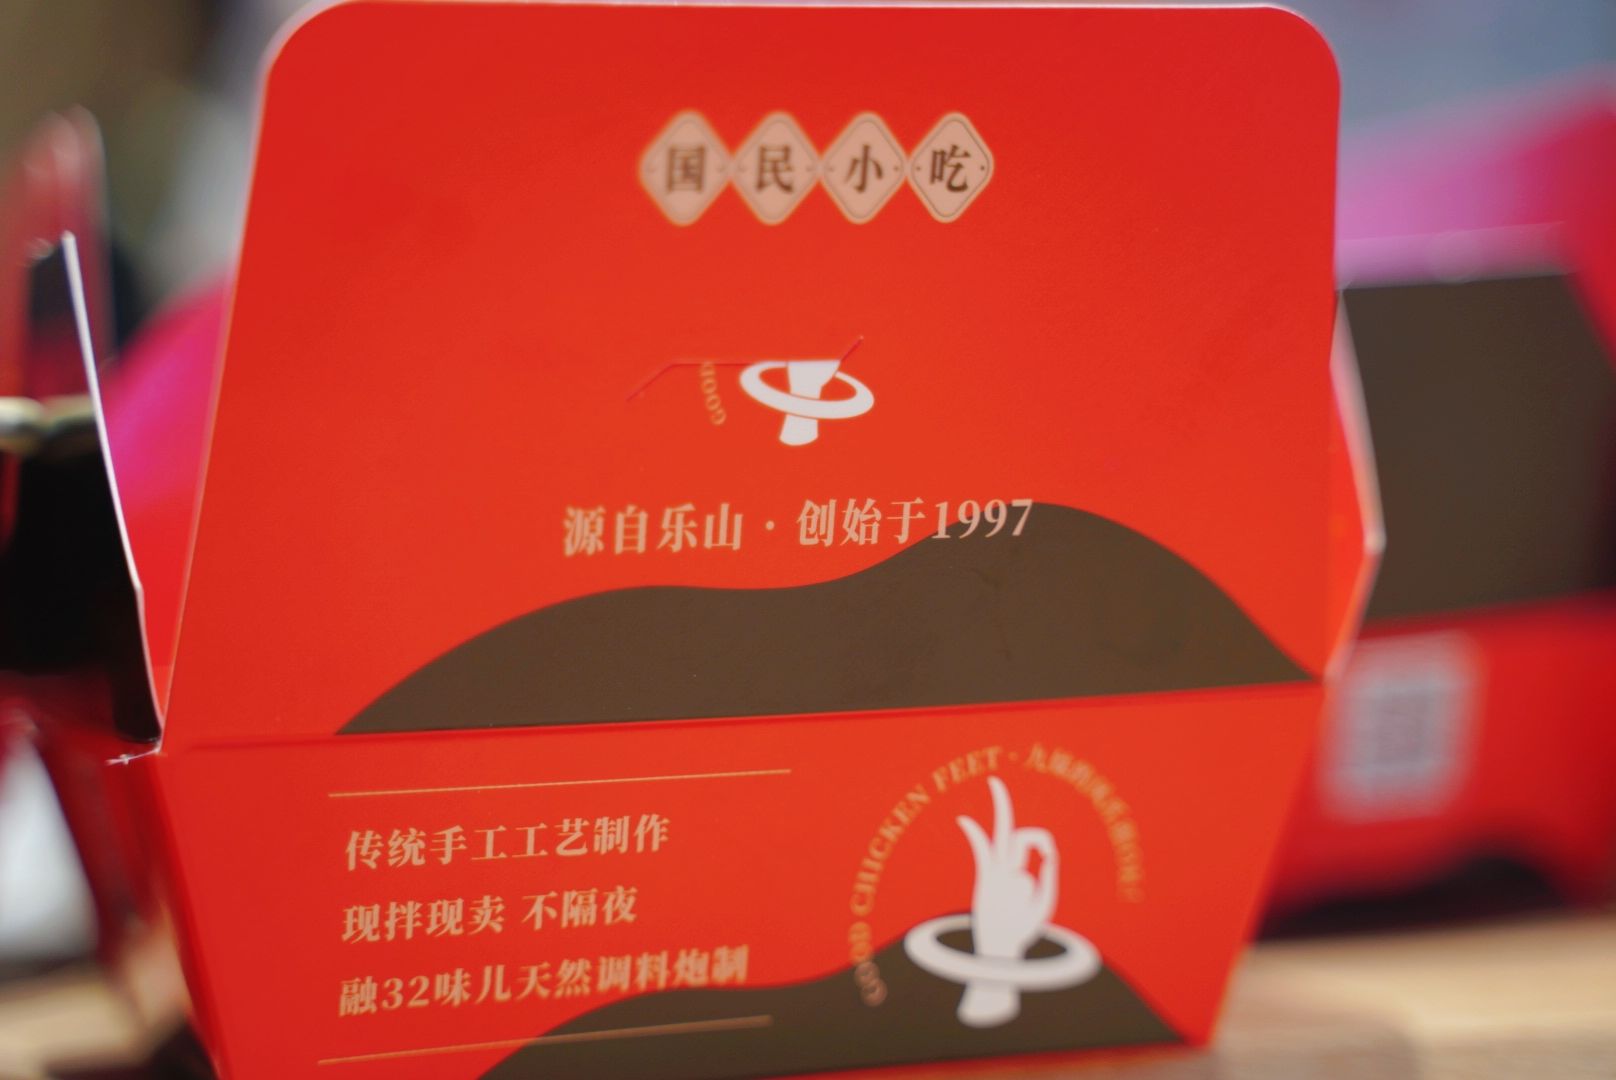 国民小吃
GOOD
源自乐山·创始于1997
传统手工工艺制作
现拌现卖 不隔夜
融32味儿天然调料炮制
GOOD CHICKEN FEET